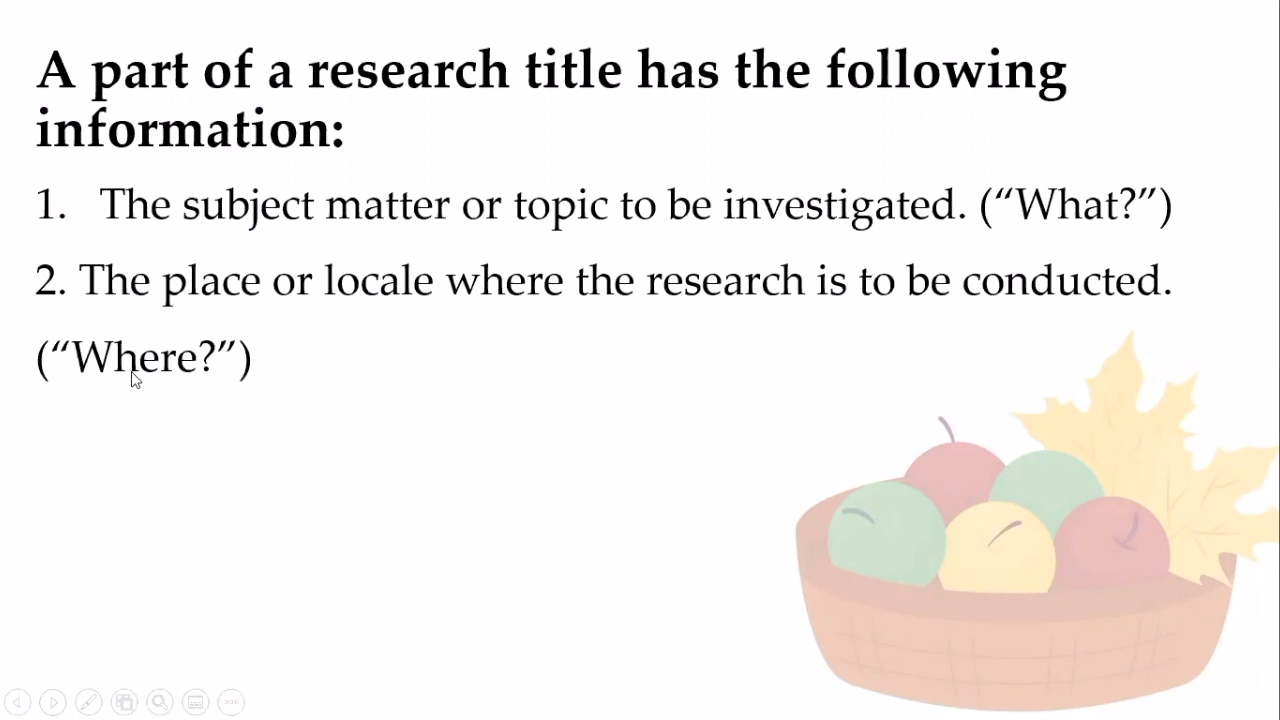 A part of a research title has the following
information:
1. The subject matter or topic to be investigated. (“What?”)
2. The place or locale where the research is to be conducted.
(“Where?”)